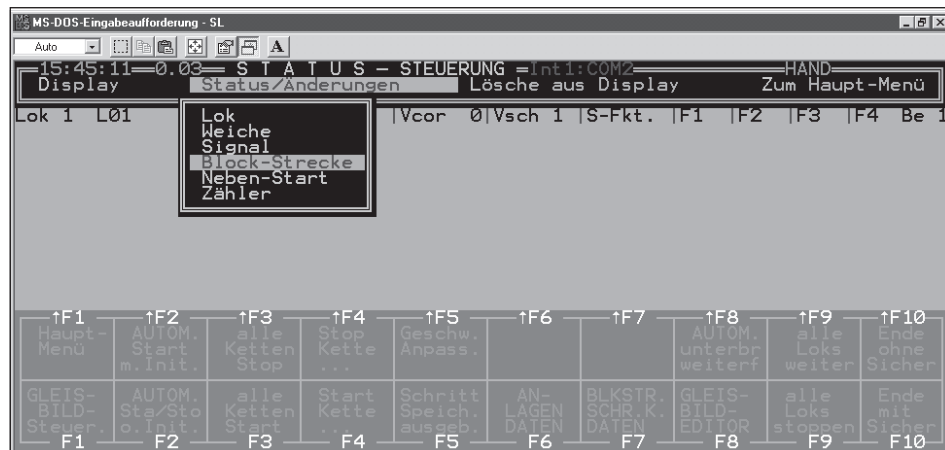 MS-DOS-Eingabeaufforderung - SL
Auto
15:45:11 0.03 S T A T U S – STEUERUNG =Int1:COM2 HAND
Display Status/Änderungen Lösche aus Display Zum Haupt-Menü
Lok 1 L01 |Vcor 0|Vsch 1 |S-Fkt. |F1 |F2 |F3 |F4 Be 1
Lok
Weiche
Signal
Block-Strecke
Neben-Start
Zähler
↑F1 ↑F2 ↑F3 ↑F4 ↑F5 ↑F6 ↑F7 ↑F8 ↑F9 ↑F10
Haupt- AUTOM. alle Stop Geschw. AUTOM. alle Ende
Menü Start Ketten Kette Anpass. unterbr Loks ohne
m.Init. Stop ... weiterf weiter Sicher
GLEIS- AUTOM. alle Start Schritt AN- BLKSTR. GLEIS- alle Ende
BILD- Sta/Sto Ketten Kette Speich. LAGEN SCHR.K. BILD- Loks mit
Steuer. o.Init. Start ... ausgeb. DATEN DATEN EDITOR stoppen Sicher
F1 F2 F3 F4 F5 F6 F7 F8 F9 F10